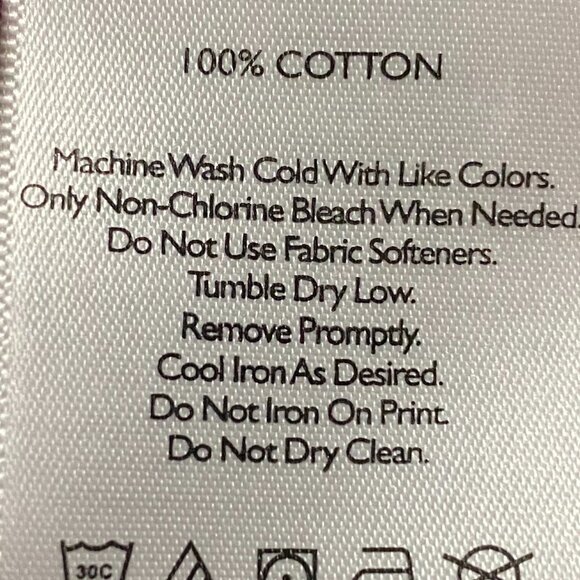 100% COTTON
Machine Wash Cold With Like Colors.
Only Non-Chlorine Bleach When Needed.
Do Not Use Fabric Softeners.
Tumble Dry Low.
Remove Promptly.
Cool Iron As Desired.
Do Not Iron On Print.
Do Not Dry Clean.
30C